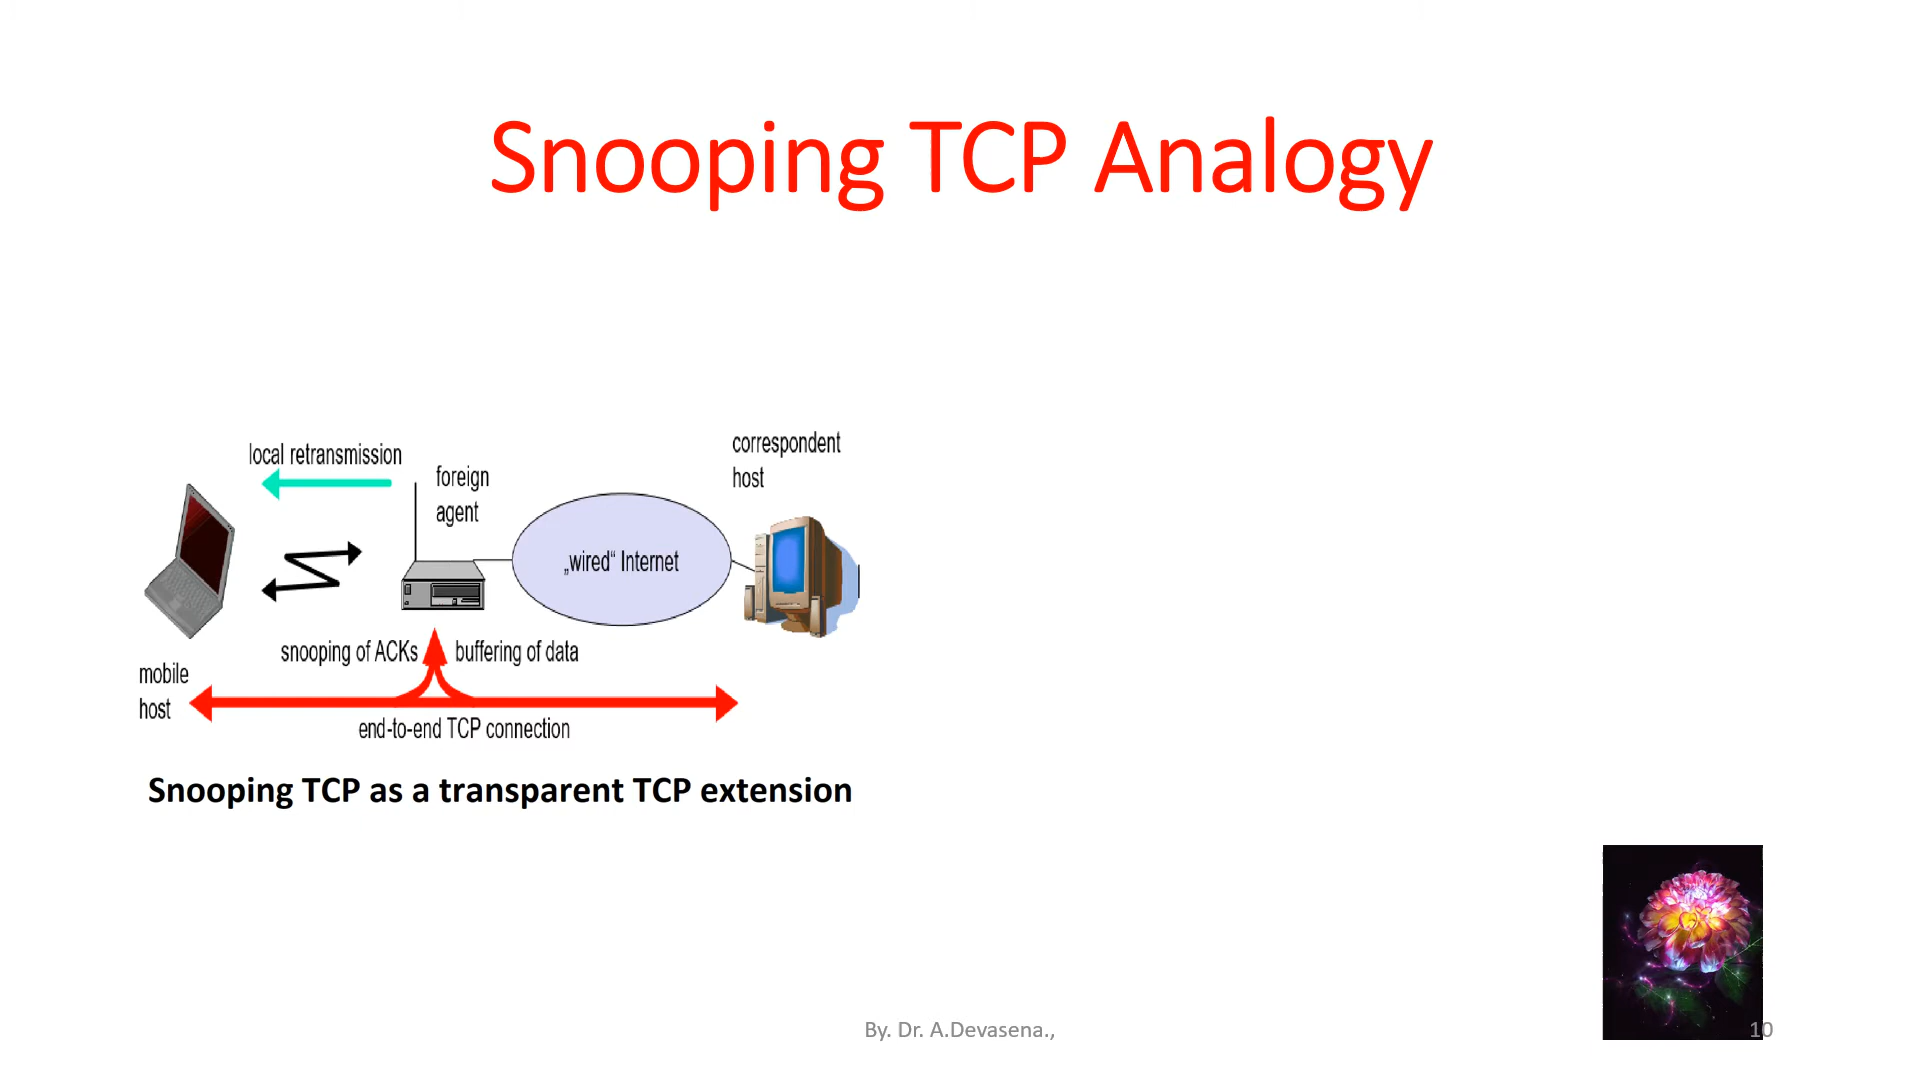 Snooping TCP Analogy
local retransmission
foreign
agent
correspondent
host
„wired“ Internet
snooping of ACKs
buffering of data
mobile
host
end-to-end TCP connection
Snooping TCP as a transparent TCP extension
By. Dr. A.Devasena.,
10